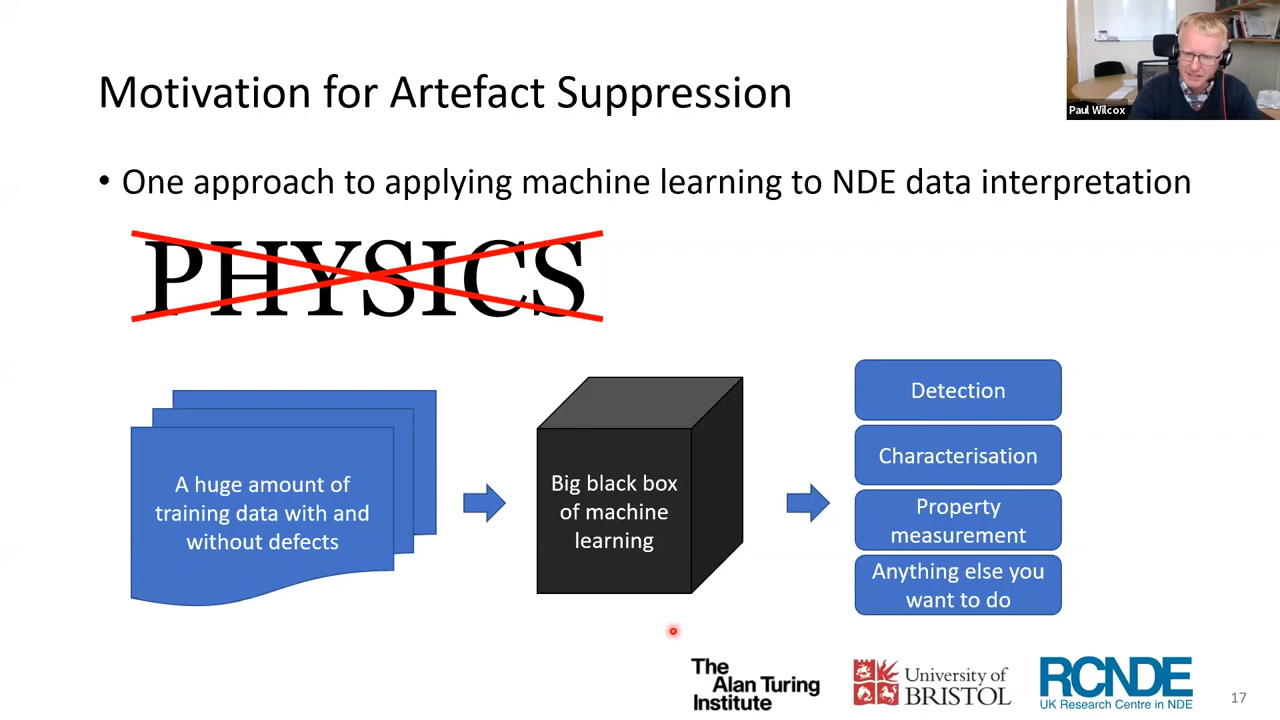 Paul Wilcox
Motivation for Artefact Suppression
• One approach to applying machine learning to NDE data interpretation
PHYSICS
A huge amount of
training data with and
without defects
Big black box
of machine
learning
Detection
Characterisation
Property
measurement
Anything else you
want to do
The
Alan Turing
Institute
University of
BRISTOL
RCNDE
UK Research Centre in NDE
17